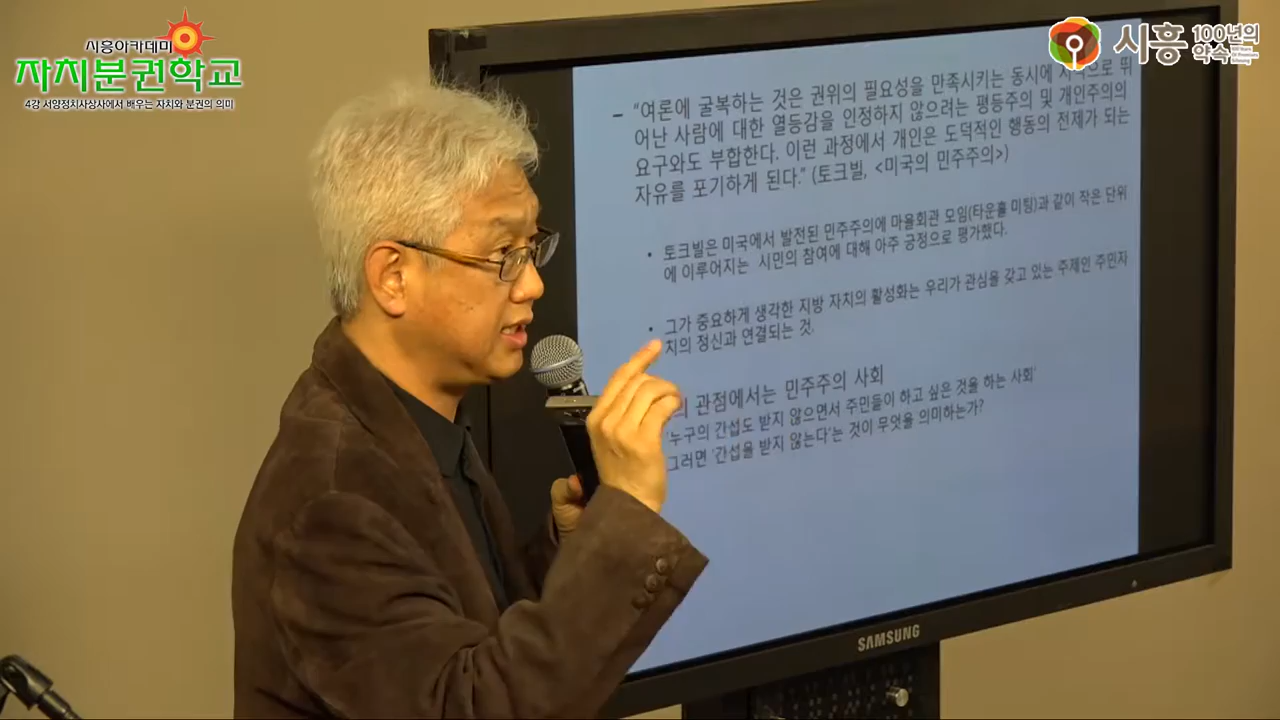 시흥아카데미
자치분권학교
4강 서양정치사상사에서 배우는 자치와 분권의 의미
시흥 100년의
약속
– "여론에 굴복하는 것은 권위의 필요성을 만족시키는 동시에 뛰
어난 사람에 대한 열등감을 인정하지 않으려는 평등주의 및 개인주의의
요구와도 부합한다. 이런 과정에서 개인은 도덕적인 행동의 전제가 되는
자유를 포기하게 된다." (토크빌, <미국의 민주주의>)
• 토크빌은 미국에서 발전된 민주주의에 마을회관 모임(타운홀 미팅)과 같이 작은 단위
에 이루어지는 시민의 참여에 대해 아주 긍정으로 평가했다.
• 그가 중요하게 생각한 지방 자치의 활성화는 우리가 관심을 갖고 있는 주제인 주민자
치의 정신과 연결되는 것.
의 관점에서는 민주주의 사회
'누구의 간섭도 받지 않으면서 주민들이 하고 싶은 것을 하는 사회'
그러면 '간섭을 받지 않는다'는 것이 무엇을 의미하는가?
SAMSUNG